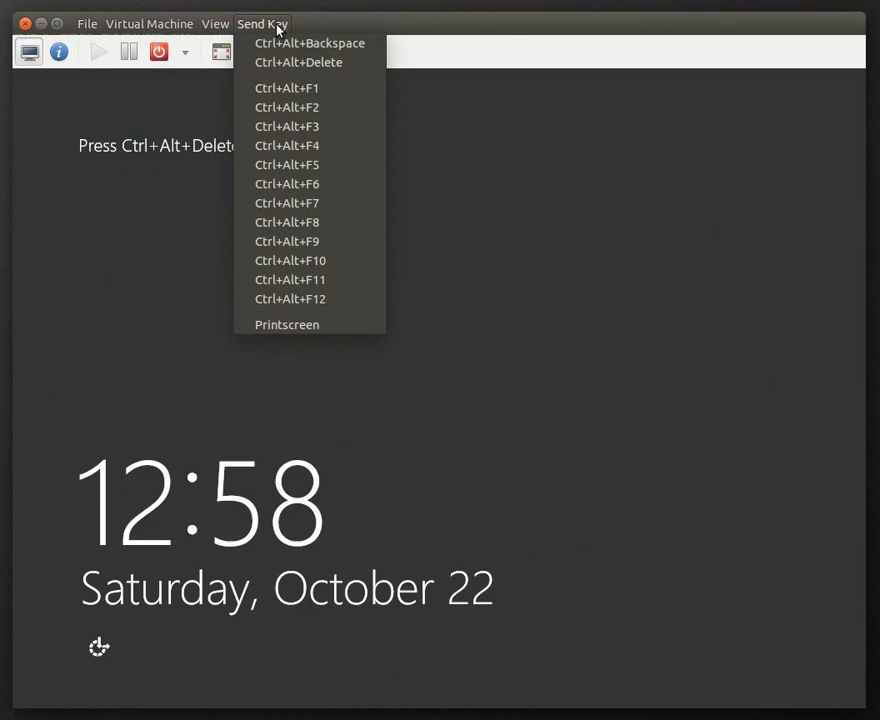 File Virtual Machine View Send Key
Ctrl+Alt+Backspace
Ctrl+Alt+Delete
Ctrl+Alt+F1
Ctrl+Alt+F2
Ctrl+Alt+F3
Ctrl+Alt+F4
Ctrl+Alt+F5
Ctrl+Alt+F6
Ctrl+Alt+F7
Ctrl+Alt+F8
Ctrl+Alt+F9
Ctrl+Alt+F10
Ctrl+Alt+F11
Ctrl+Alt+F12
Printscreen
Press Ctrl+Alt+Delete
12:58
Saturday, October 22